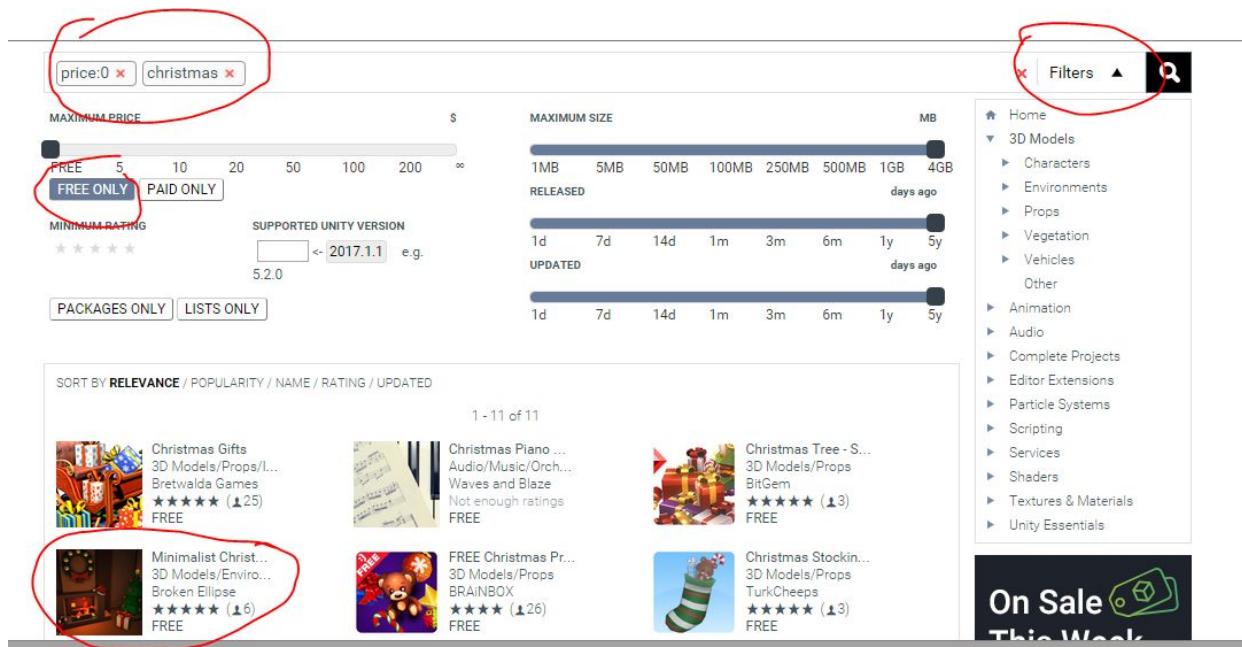 price:0 × christmas × × Filters ▲
MAXIMUM PRICE $
FREE 5 10 20 50 100 200 ∞
FREE ONLY PAID ONLY
MINIMUM RATING
SUPPORTED UNITY VERSION
<- 2017.1.1 e.g.
5.2.0
PACKAGES ONLY LISTS ONLY
MAXIMUM SIZE MB
1MB 5MB 50MB 100MB 250MB 500MB 1GB 4GB
RELEASED days ago
1d 7d 14d 1m 3m 6m 1y 5y
UPDATED days ago
1d 7d 14d 1m 3m 6m 1y 5y
Home
3D Models
Characters
Environments
Props
Vegetation
Vehicles
Other
Animation
Audio
Complete Projects
Editor Extensions
Particle Systems
Scripting
Services
Shaders
Textures & Materials
Unity Essentials
SORT BY RELEVANCE / POPULARITY / NAME / RATING / UPDATED
1 - 11 of 11
Christmas Gifts
3D Models/Props/I...
Bretwalda Games
★★★★★ (25)
FREE
Christmas Piano ...
Audio/Music/Orch...
Waves and Blaze
Not enough ratings
FREE
Christmas Tree - S...
3D Models/Props
BitGem
★★★★★ (3)
FREE
Minimalist Christ...
3D Models/Enviro...
Broken Ellipse
★★★★★ (6)
FREE
FREE
FREE Christmas Pr...
3D Models/Props
BRAiNBOX
★★★★ (26)
FREE
Christmas Stockin...
3D Models/Props
TurkCheeps
★★★★★ (3)
FREE
On Sale
This Week